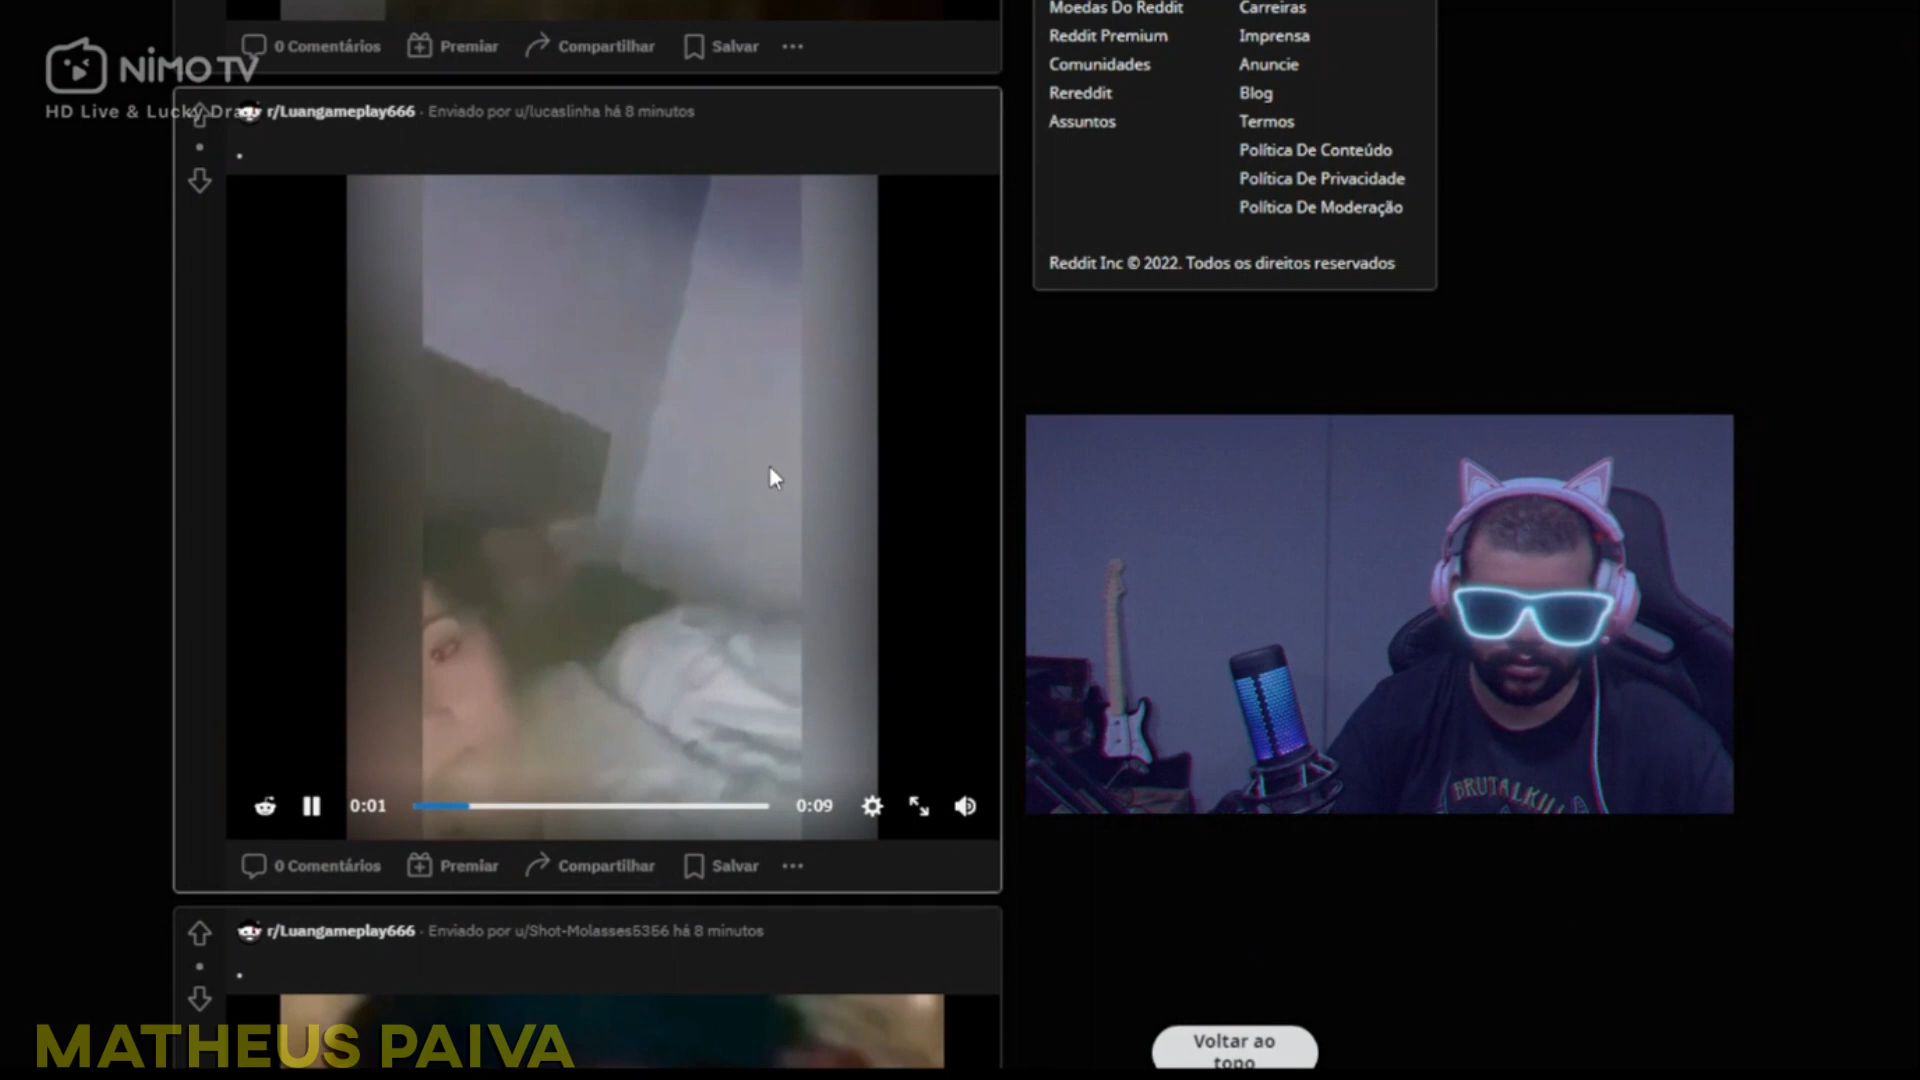 0 Comentários Premiar Compartilhar Salvar
NiMO TV
HD Live & Lucky Dra
r/Luangameplay666 · Enviado por u/lucaslinha há 8 minutos
.
0:01 0:09
0 Comentários Premiar Compartilhar Salvar
r/Luangameplay666 · Enviado por u/Shot-Molasses5356 há 8 minutos
.
MATHEUS PAIVA
Moedas Do Reddit Carreiras
Reddit Premium Imprensa
Comunidades Anuncie
Rereddit Blog
Assuntos Termos
Política De Conteúdo
Política De Privacidade
Política De Moderação
Reddit Inc © 2022. Todos os direitos reservados
Voltar ao
topo